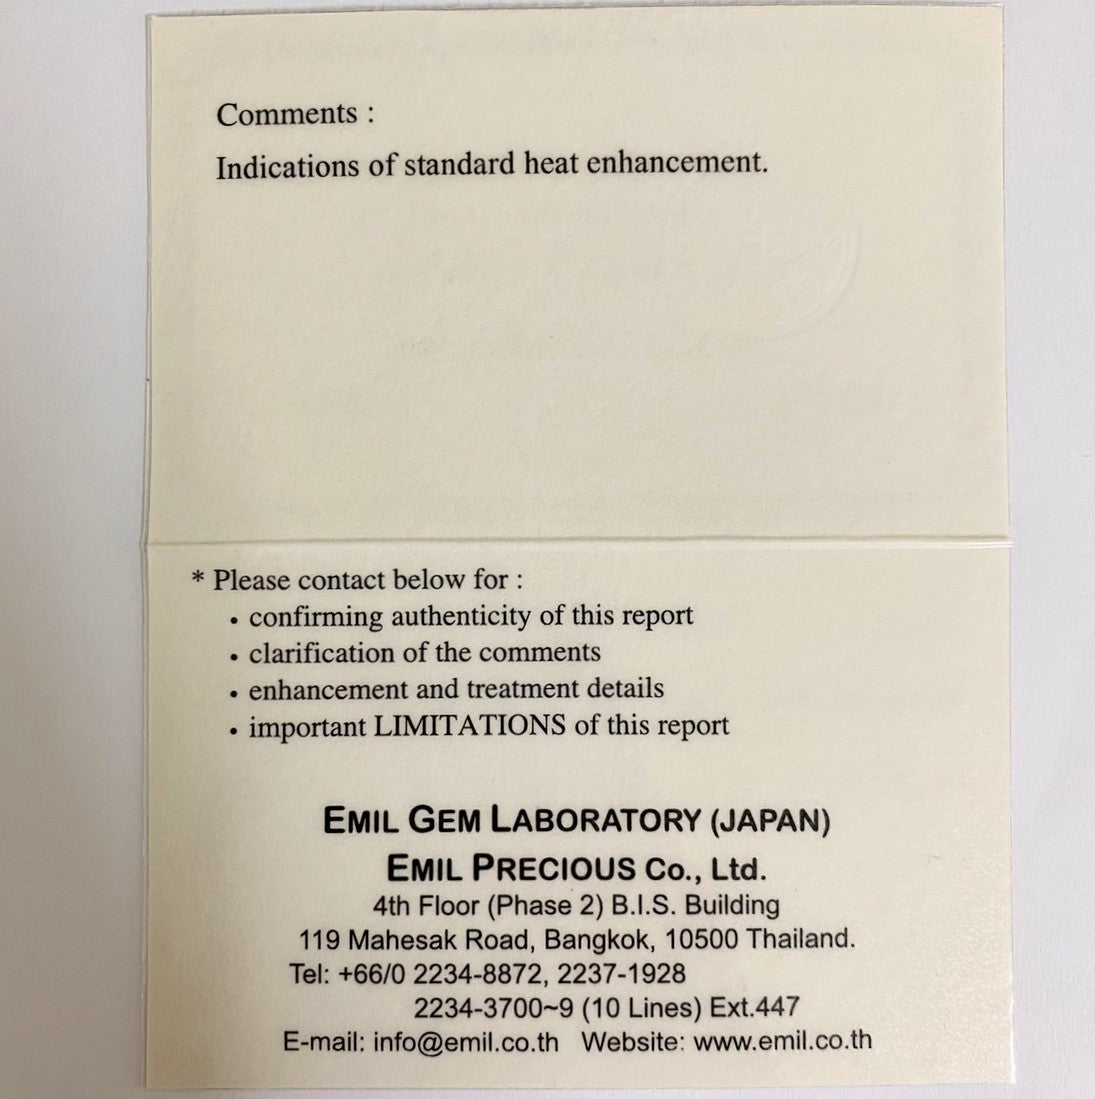 Comments :
Indications of standard heat enhancement.
* Please contact below for :
• confirming authenticity of this report
• clarification of the comments
• enhancement and treatment details
• important LIMITATIONS of this report
EMIL GEM LABORATORY (JAPAN)
EMIL PRECIOUS Co., Ltd.
4th Floor (Phase 2) B.I.S. Building
119 Mahesak Road, Bangkok, 10500 Thailand.
Tel: +66/0 2234-8872, 2237-1928
2234-3700~9 (10 Lines) Ext.447
E-mail: info@emil.co.th Website: www.emil.co.th